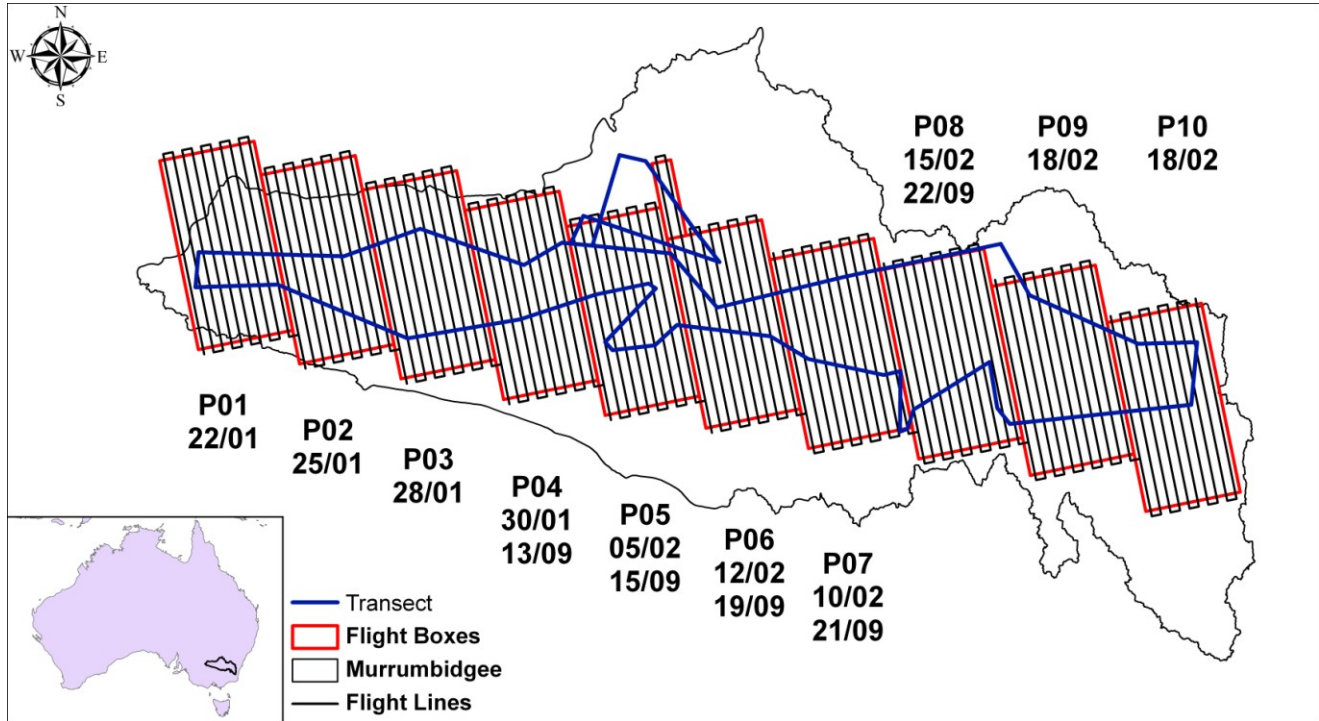 N
W
E
S
P08
15/02
22/09
P09
18/02
P10
18/02
P01
22/01
P02
25/01
P03
28/01
P04
30/01
13/09
P05
05/02
15/09
P06
12/02
19/09
P07
10/02
21/09
Transect
Flight Boxes
Murrumbidgee
Flight Lines